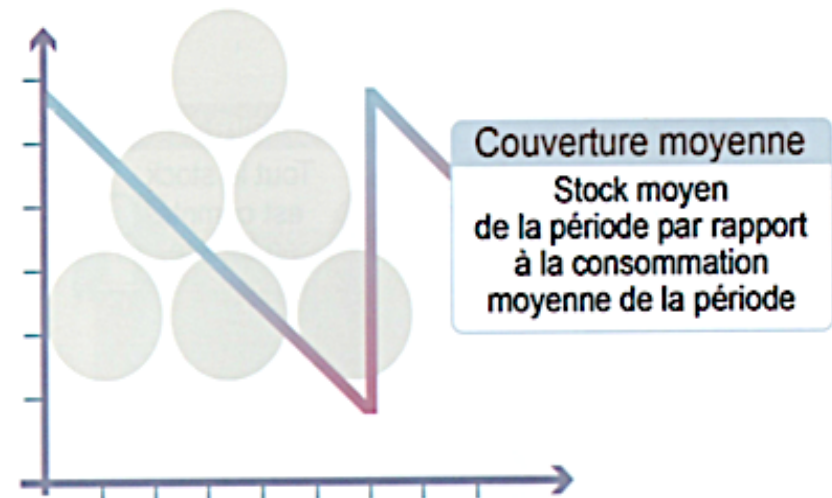 Couverture moyenne
Stock moyen
de la période par rapport
à la consommation
moyenne de la période